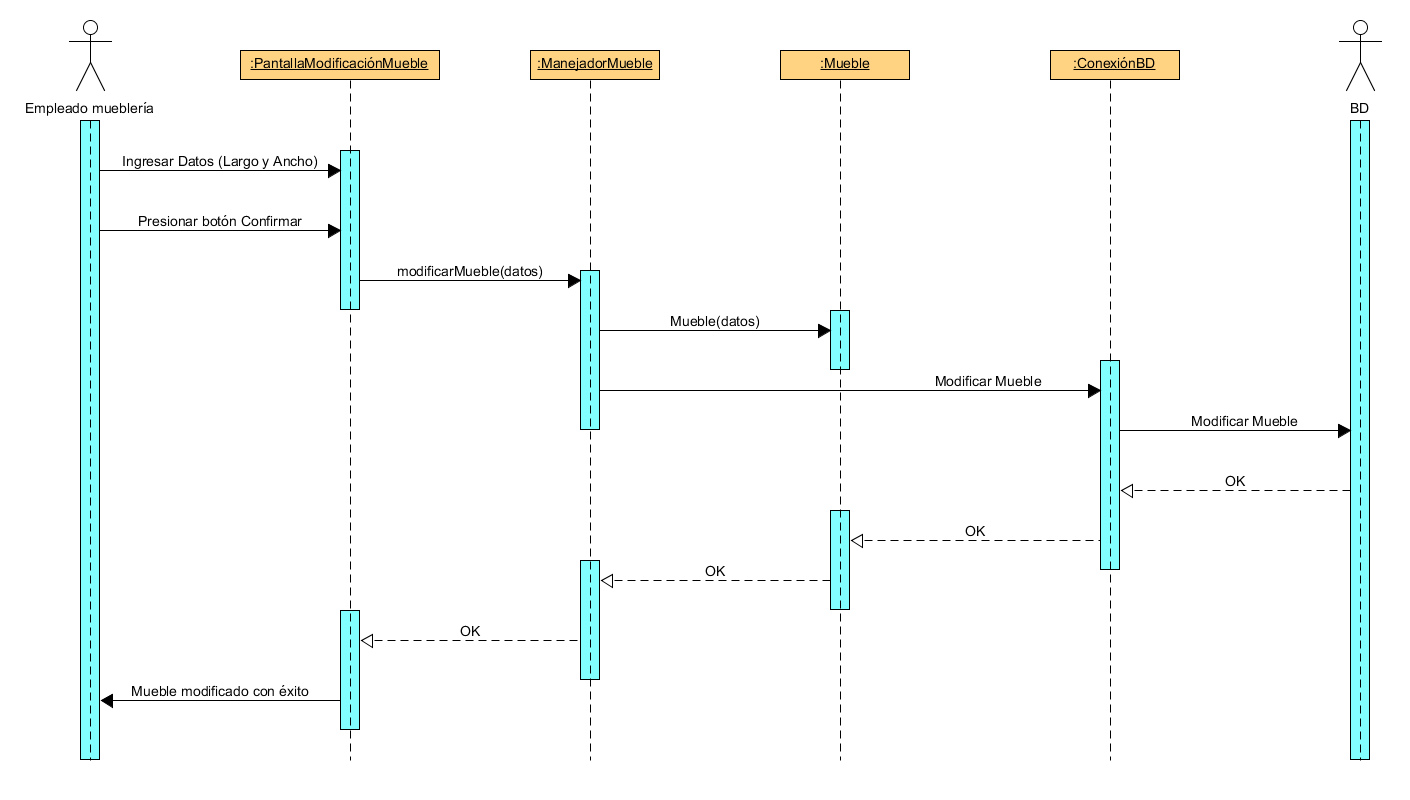 :PantallaModificaciónMueble
:ManejadorMueble
:Mueble
:ConexiónBD
Empleado mueblería
BD
Ingresar Datos (Largo y Ancho)
Presionar botón Confirmar
modificarMueble(datos)
Mueble(datos)
Modificar Mueble
Modificar Mueble
OK
OK
OK
OK
Mueble modificado con éxito